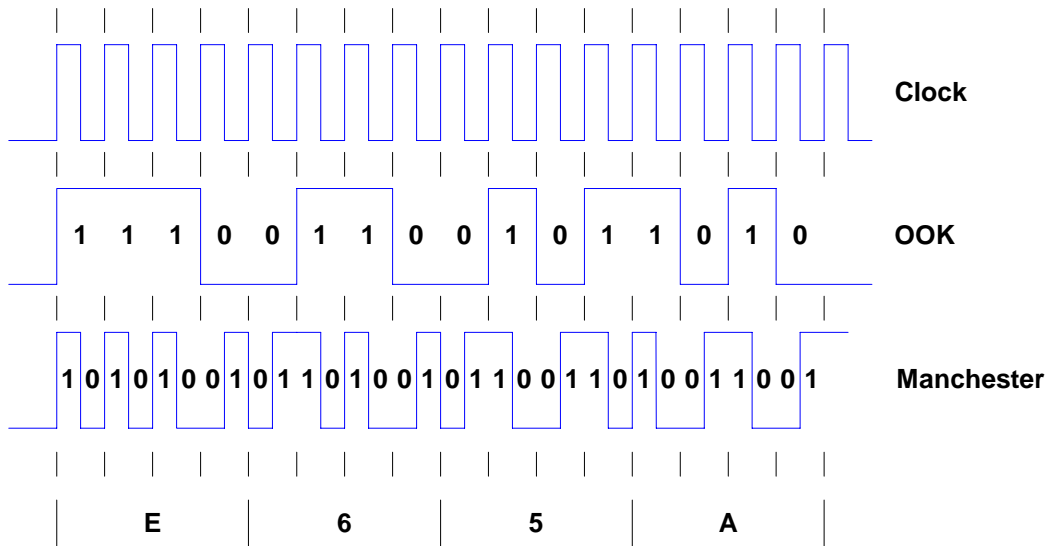 Clock
1 1 1 0 0 1 1 0 0 1 0 1 1 0 1 0 OOK
1 0 1 0 1 0 0 1 0 1 1 0 1 0 0 1 0 1 1 0 0 1 1 0 1 0 0 1 1 0 0 1 Manchester
E 6 5 A